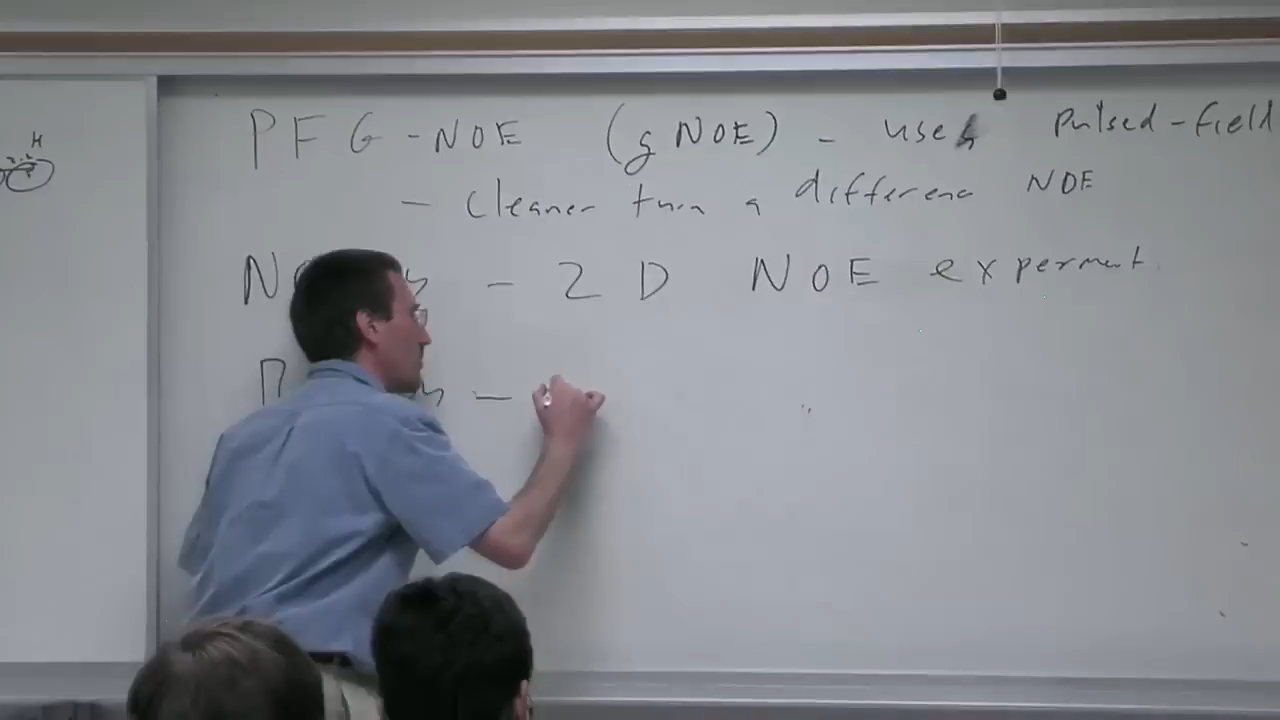 H
PFG-NOE (gNOE) - uses pulsed-field
- cleaner than a difference NOE
- 2D NOE experiment
-